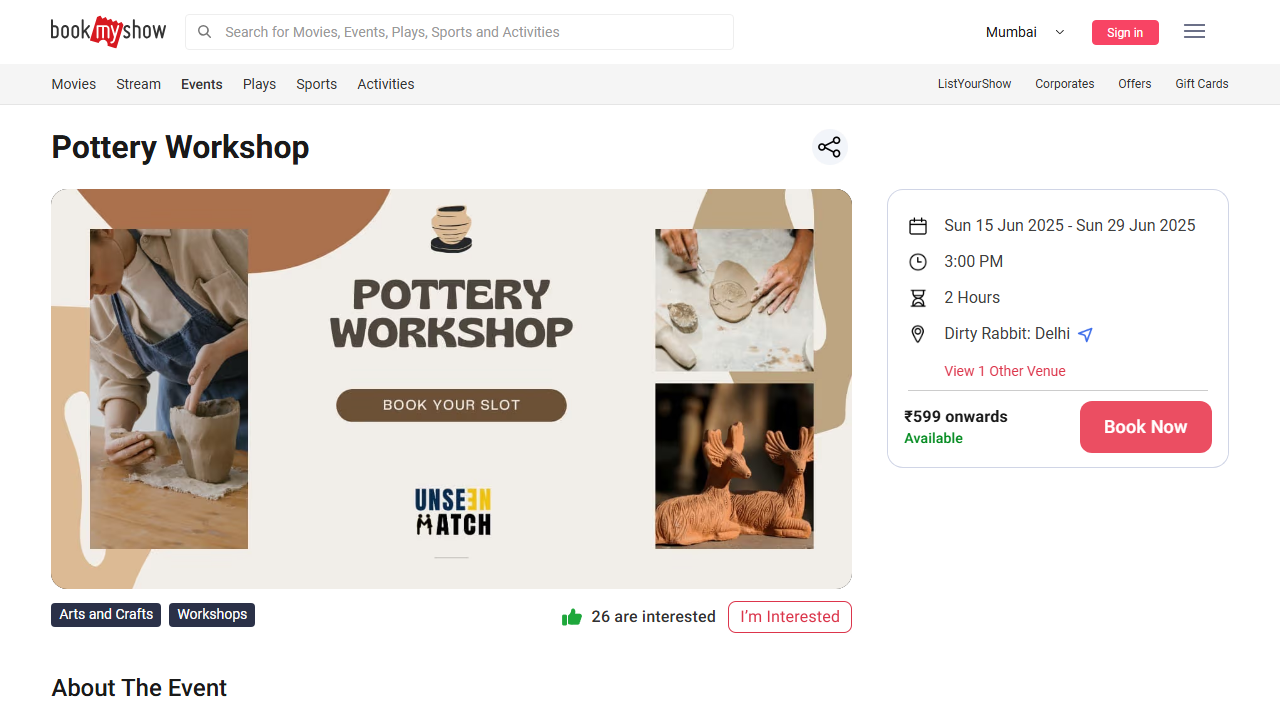 book my show
Search for Movies, Events, Plays, Sports and Activities
Mumbai
Sign in
Movies
Stream
Events
Plays
Sports
Activities
ListYourShow
Corporates
Offers
Gift Cards
Pottery Workshop
POTTERY
WORKSHOP
BOOK YOUR SLOT
UNSEEN
MATCH
Sun 15 Jun 2025 - Sun 29 Jun 2025
3:00 PM
2 Hours
Dirty Rabbit: Delhi
View 1 Other Venue
₹599 onwards
Available
Book Now
Arts and Crafts
Workshops
26 are interested
I’m Interested
About The Event